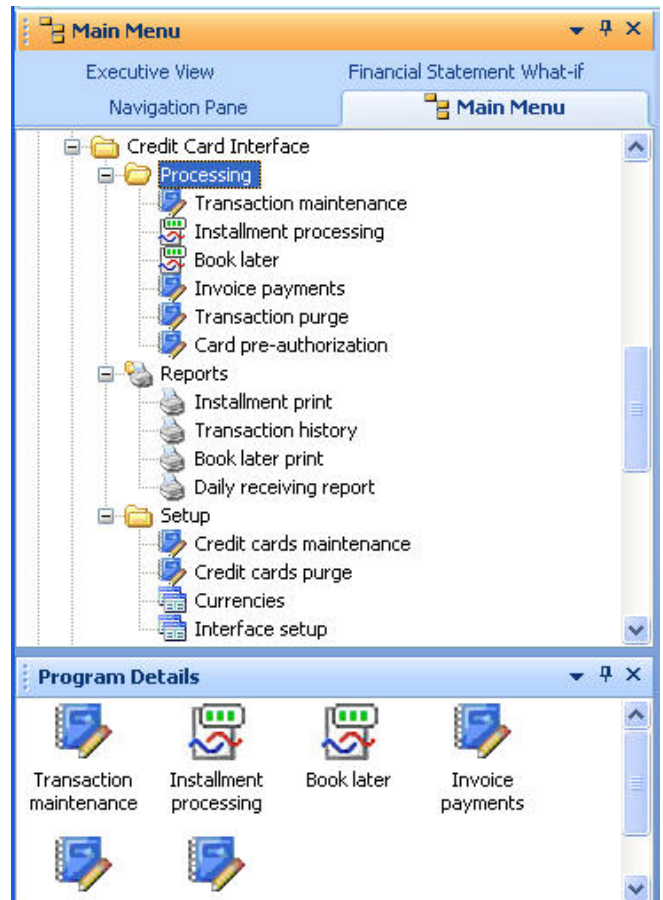 Main Menu
Executive View
Financial Statement What-if
Navigation Pane
Main Menu
Credit Card Interface
Processing
Transaction maintenance
Installment processing
Book later
Invoice payments
Transaction purge
Card pre-authorization
Reports
Installment print
Transaction history
Book later print
Daily receiving report
Setup
Credit cards maintenance
Credit cards purge
Currencies
Interface setup
Program Details
Transaction
maintenance
Installment
processing
Book later
Invoice
payments